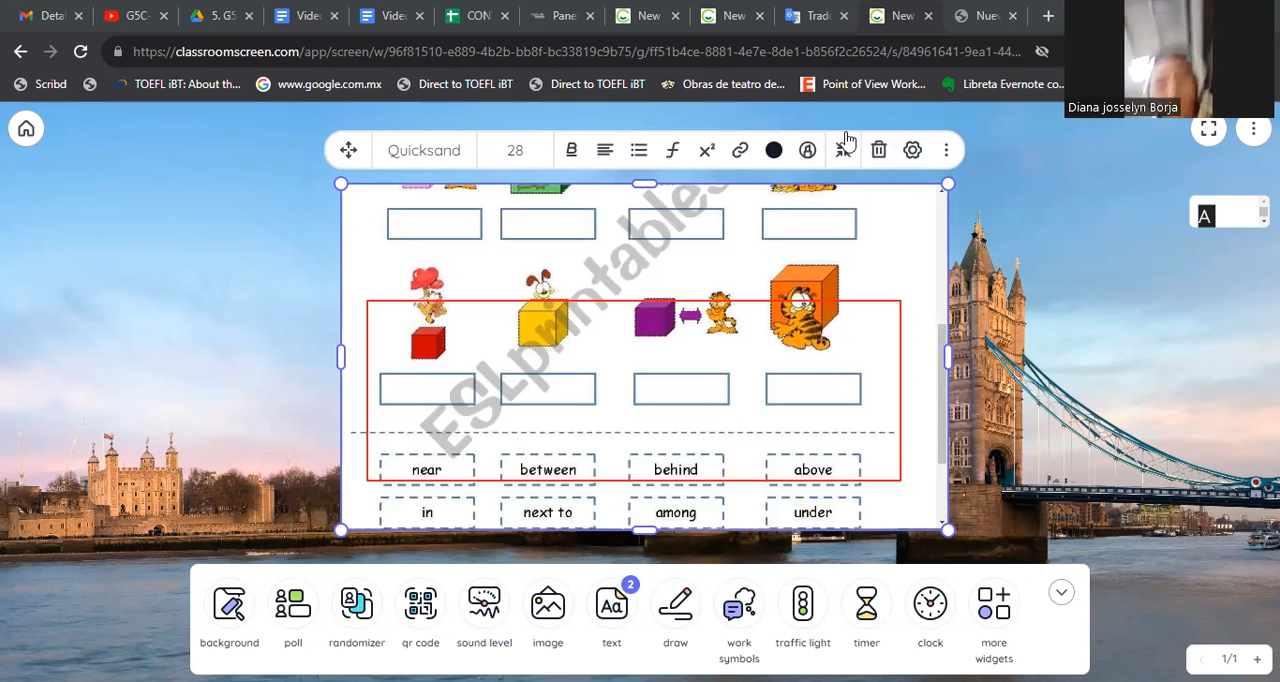 Detal
G5C-
5. G5
Vide
Vide
CON
Pane
New
New
Tradu
New
Nuev
https://classroomscreen.com/app/screen/w/96f81510-e889-4b2b-bb8f-bc33819c9b75/g/ff51b4ce-8881-4e7e-8de1-b856f2c26524/s/84961641-9ea1-44...
Scribd
TOEFL iBT: About th...
www.google.com.mx
Direct to TOEFL iBT
Direct to TOEFL iBT
Obras de teatro de...
Point of View Work...
Libreta Evernote co...
Diana josselyn Borja
Quicksand
28
A
ESLprintables
near between behind above
in next to among under
2
background poll randomizer qr code sound level image text draw work symbols traffic light timer clock more widgets
1/1